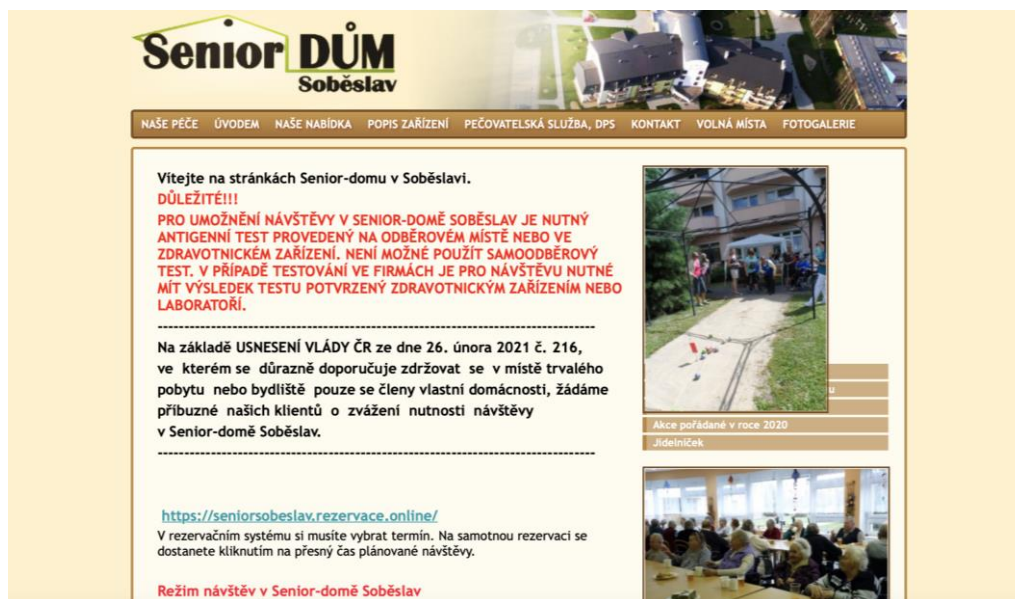 Senior DŮM
Soběslav
NAŠE PÉČE ÚVODEM NAŠE NABÍDKA POPIS ZAŘÍZENÍ PEČOVATELSKÁ SLUŽBA, DPS KONTAKT VOLNÁ MÍSTA FOTOGALERIE
Vítejte na stránkách Senior-domu v Soběslavi.
DŮLEŽITÉ!!!
PRO UMOŽNĚNÍ NÁVŠTĚVY V SENIOR-DOMĚ SOBĚSLAV JE NUTNÝ
ANTIGENNÍ TEST PROVEDENÝ NA ODBĚROVÉM MÍSTĚ NEBO VE
ZDRAVOTNICKÉM ZAŘÍZENÍ. NENÍ MOŽNÉ POUŽÍT SAMOODBĚROVÝ
TEST. V PŘÍPADĚ TESTOVÁNÍ VE FIRMÁCH JE PRO NÁVŠTĚVU NUTNÉ
MÍT VÝSLEDEK TESTU POTVRZENÝ ZDRAVOTNICKÝM ZAŘÍZENÍM NEBO
LABORATOŘÍ.
Na základě USNESENÍ VLÁDY ČR ze dne 26. února 2021 č. 216,
ve kterém se důrazně doporučuje zdržovat se v místě trvalého
pobytu nebo bydliště pouze se členy vlastní domácnosti, žádáme
příbuzné našich klientů o zvážení nutnosti návštěvy
v Senior-domě Soběslav.
https://seniorsobeslav.rezervace.online/
V rezervačním systému si musíte vybrat termín. Na samotnou rezervaci se
dostanete kliknutím na přesný čas plánované návštěvy.
Režim návštěv v Senior-domě Soběslav
u
Akce pořádané v roce 2020
Jídelníček